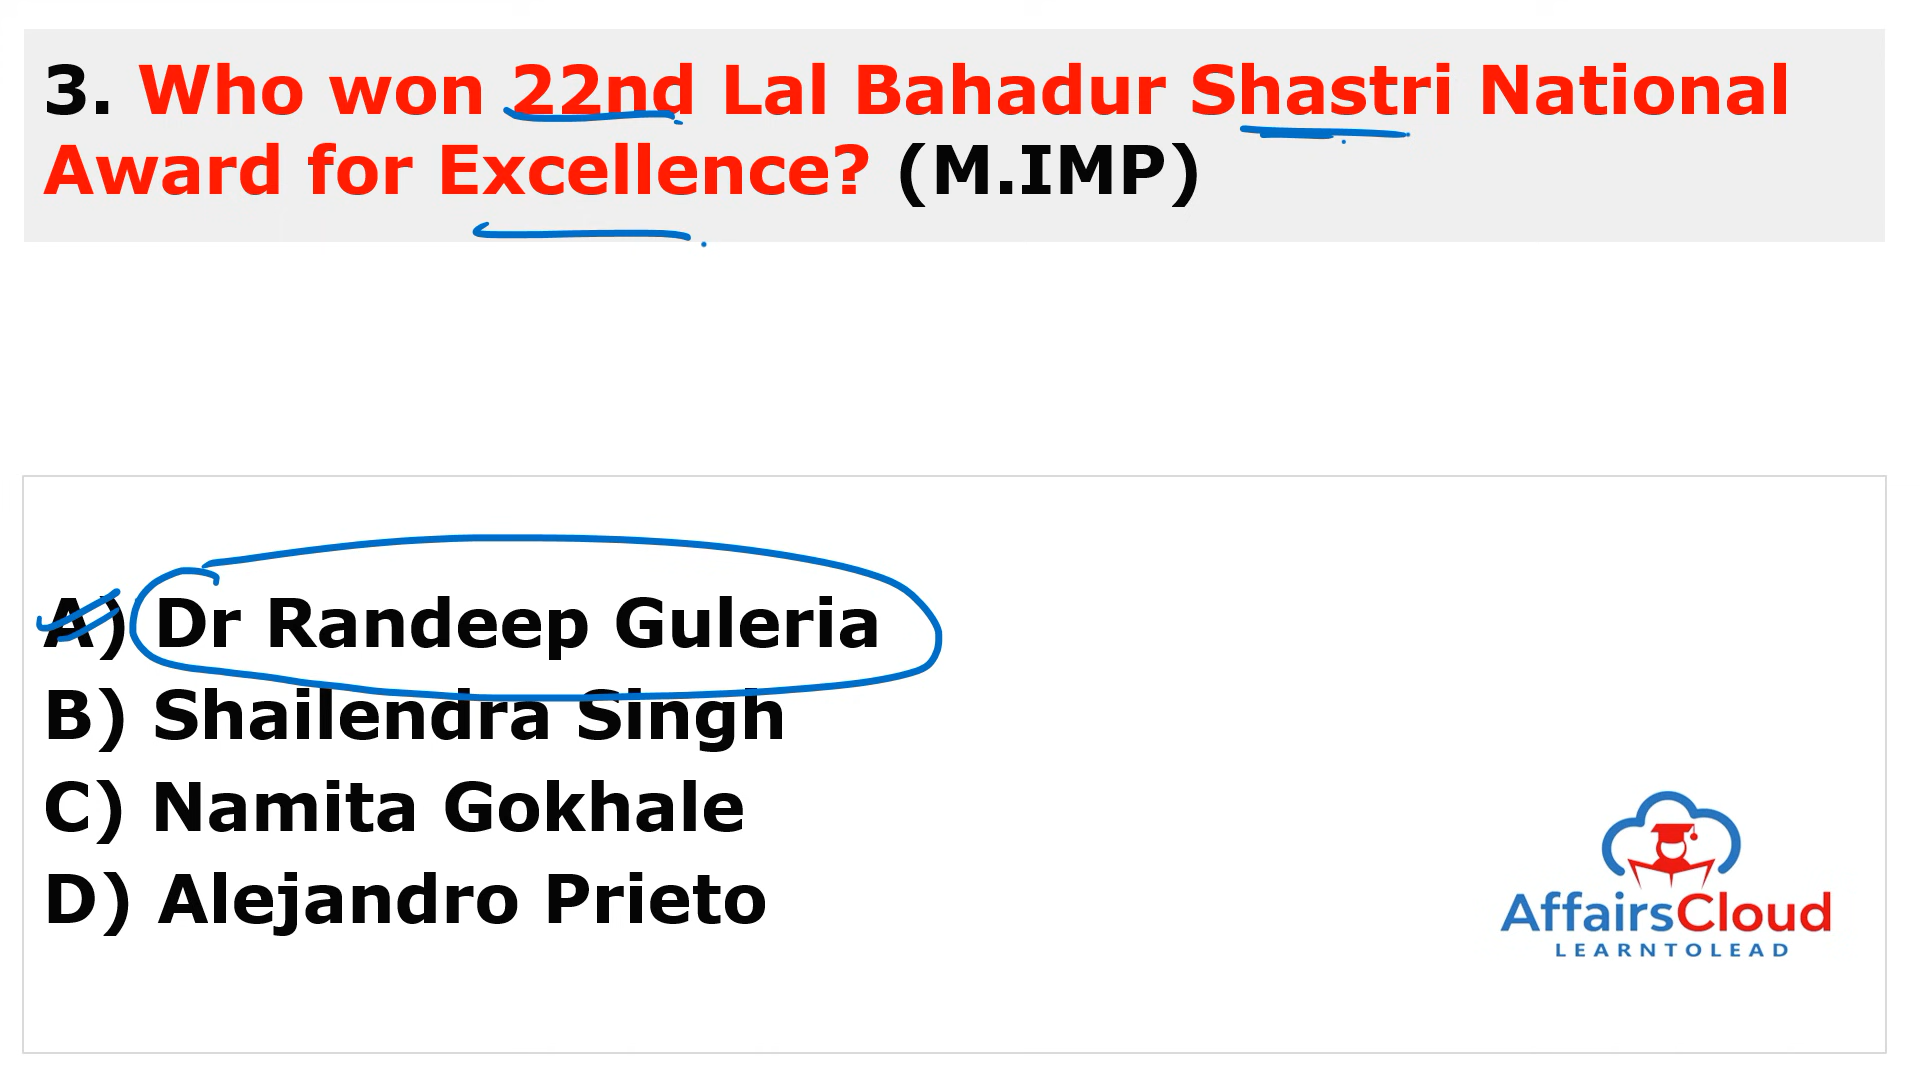 3. Who won 22nd Lal Bahadur Shastri National
Award for Excellence? (M.IMP)
A) Dr Randeep Guleria
B) Shailendra Singh
C) Namita Gokhale
D) Alejandro Prieto
AffairsCloud
LEARNTOLEAD